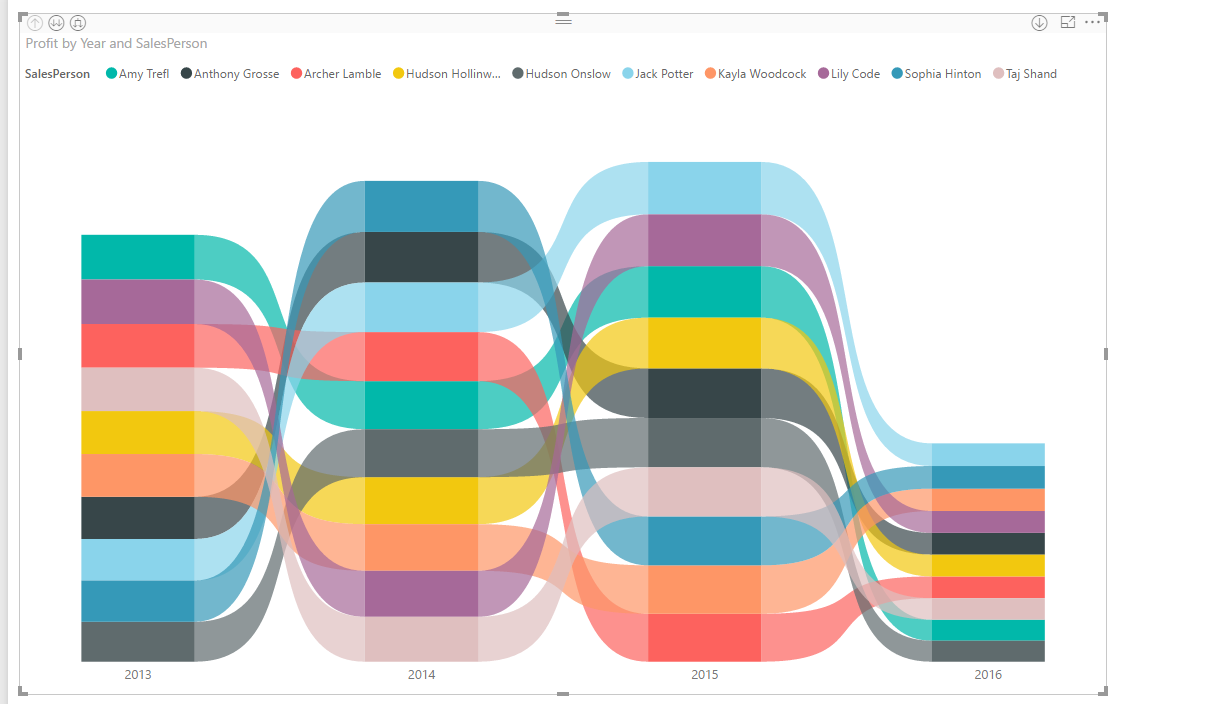 Profit by Year and SalesPerson
SalesPerson Amy Trefl Anthony Grosse Archer Lamble Hudson Hollinw... Hudson Onslow Jack Potter Kayla Woodcock Lily Code Sophia Hinton Taj Shand
2013 2014 2015 2016